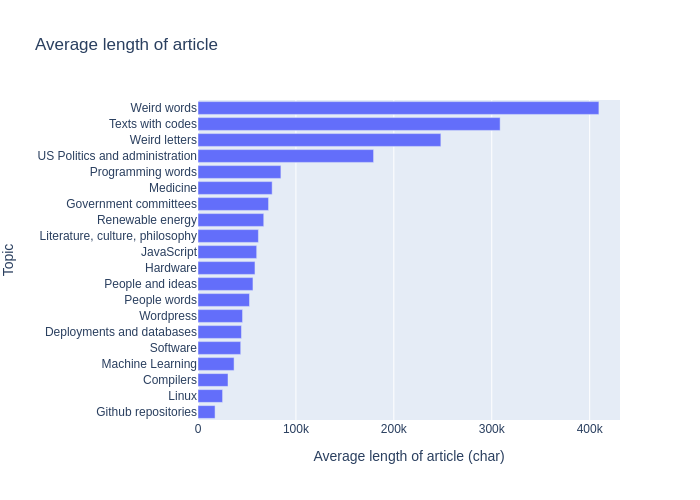 Average length of article
Weird words
Texts with codes
Weird letters
US Politics and administration
Programming words
Medicine
Government committees
Renewable energy
Literature, culture, philosophy
JavaScript
Hardware
People and ideas
People words
Wordpress
Deployments and databases
Software
Machine Learning
Compilers
Linux
Github repositories
Topic
0 100k 200k 300k 400k
Average length of article (char)